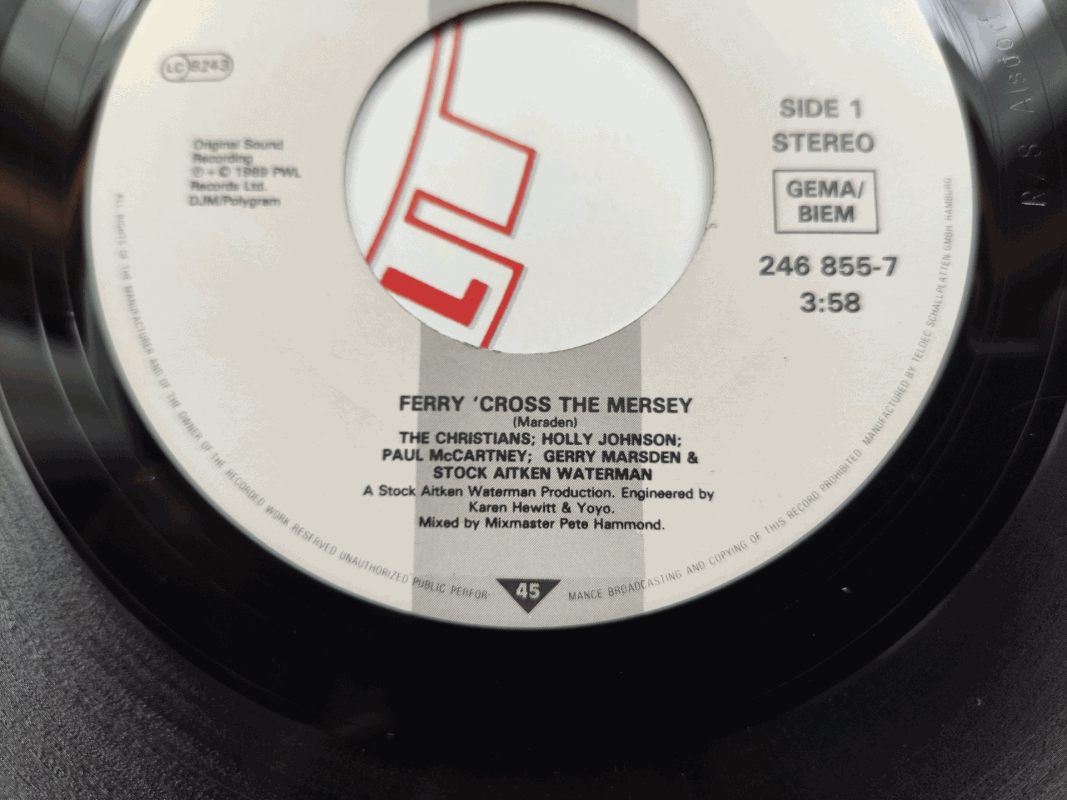 LC 8243
Original Sound
Recording
℗ + © 1989 PWL
Records Ltd.
DJM/Polygram
SIDE 1
STEREO
GEMA/
BIEM
246 855-7
3:58
FERRY ‘CROSS THE MERSEY
(Marsden)
THE CHRISTIANS; HOLLY JOHNSON;
PAUL McCARTNEY; GERRY MARSDEN &
STOCK AITKEN WATERMAN
A Stock Aitken Waterman Production. Engineered by
Karen Hewitt & Yoyo.
Mixed by Mixmaster Pete Hammond.
ALL RIGHTS OF THE MANUFACTURER AND OF THE OWNER OF THE RECORDED WORK RESERVED UNAUTHORIZED PUBLIC PERFOR-
45
MANCE BROADCASTING AND COPYING OF THIS RECORD PROHIBITED. MANUFACTURED BY TELDEC SCHALLPLATTEN GMBH HAMBURG
R/S Alsdorf